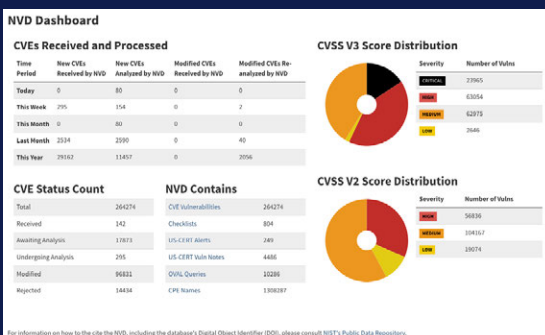 NVD Dashboard
CVEs Received and Processed
Time Period New CVEs Received by NVD New CVEs Analyzed by NVD Modified CVEs Received by NVD Modified CVEs Re-analyzed by NVD
Today 0 80 0 0
This Week 295 154 0 2
This Month 0 80 0 0
Last Month 2534 2590 0 40
This Year 29162 11457 0 2056
CVSS V3 Score Distribution
Severity Number of Vulns
CRITICAL 23965
HIGH 63054
MEDIUM 62975
LOW 2646
CVE Status Count
Total 264274
Received 142
Awaiting Analysis 17873
Undergoing Analysis 295
Modified 96831
Rejected 14434
NVD Contains
CVE Vulnerabilities 264274
Checklists 804
US-CERT Alerts 249
US-CERT Vuln Notes 4486
OVAL Queries 10286
CPE Names 1308287
CVSS V2 Score Distribution
Severity Number of Vulns
HIGH 56836
MEDIUM 104167
LOW 19074
For information on how to the cite the NVD, including the database's Digital Object Identifier (DOI), please consult NIST's Public Data Repository.